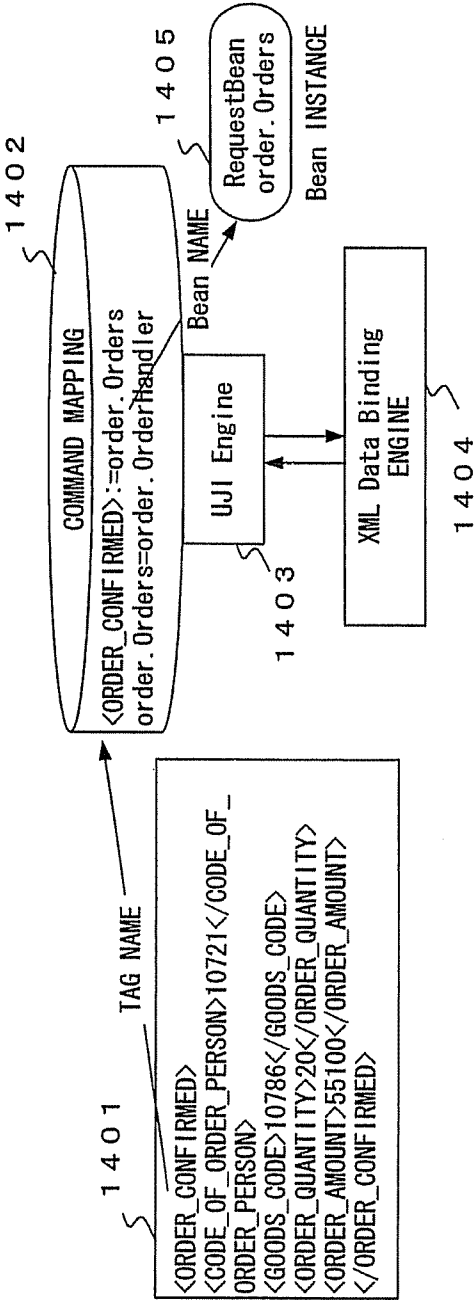 1401
TAG NAME
<ORDER_CONFIRMED>
<CODE_OF_ORDER_PERSON>10721</CODE_OF_
ORDER_PERSON>
<GOODS_CODE>10786</GOODS_CODE>
<ORDER_QUANTITY>20</ORDER_QUANTITY>
<ORDER_AMOUNT>55100</ORDER_AMOUNT>
</ORDER_CONFIRMED>
1402
COMMAND MAPPING
<ORDER_CONFIRMED>:=order.Orders
order.Orders=order.OrderHandler
Bean NAME
1403
UJI Engine
XML Data Binding
ENGINE
1404
1405
RequestBean
order.Orders
Bean INSTANCE